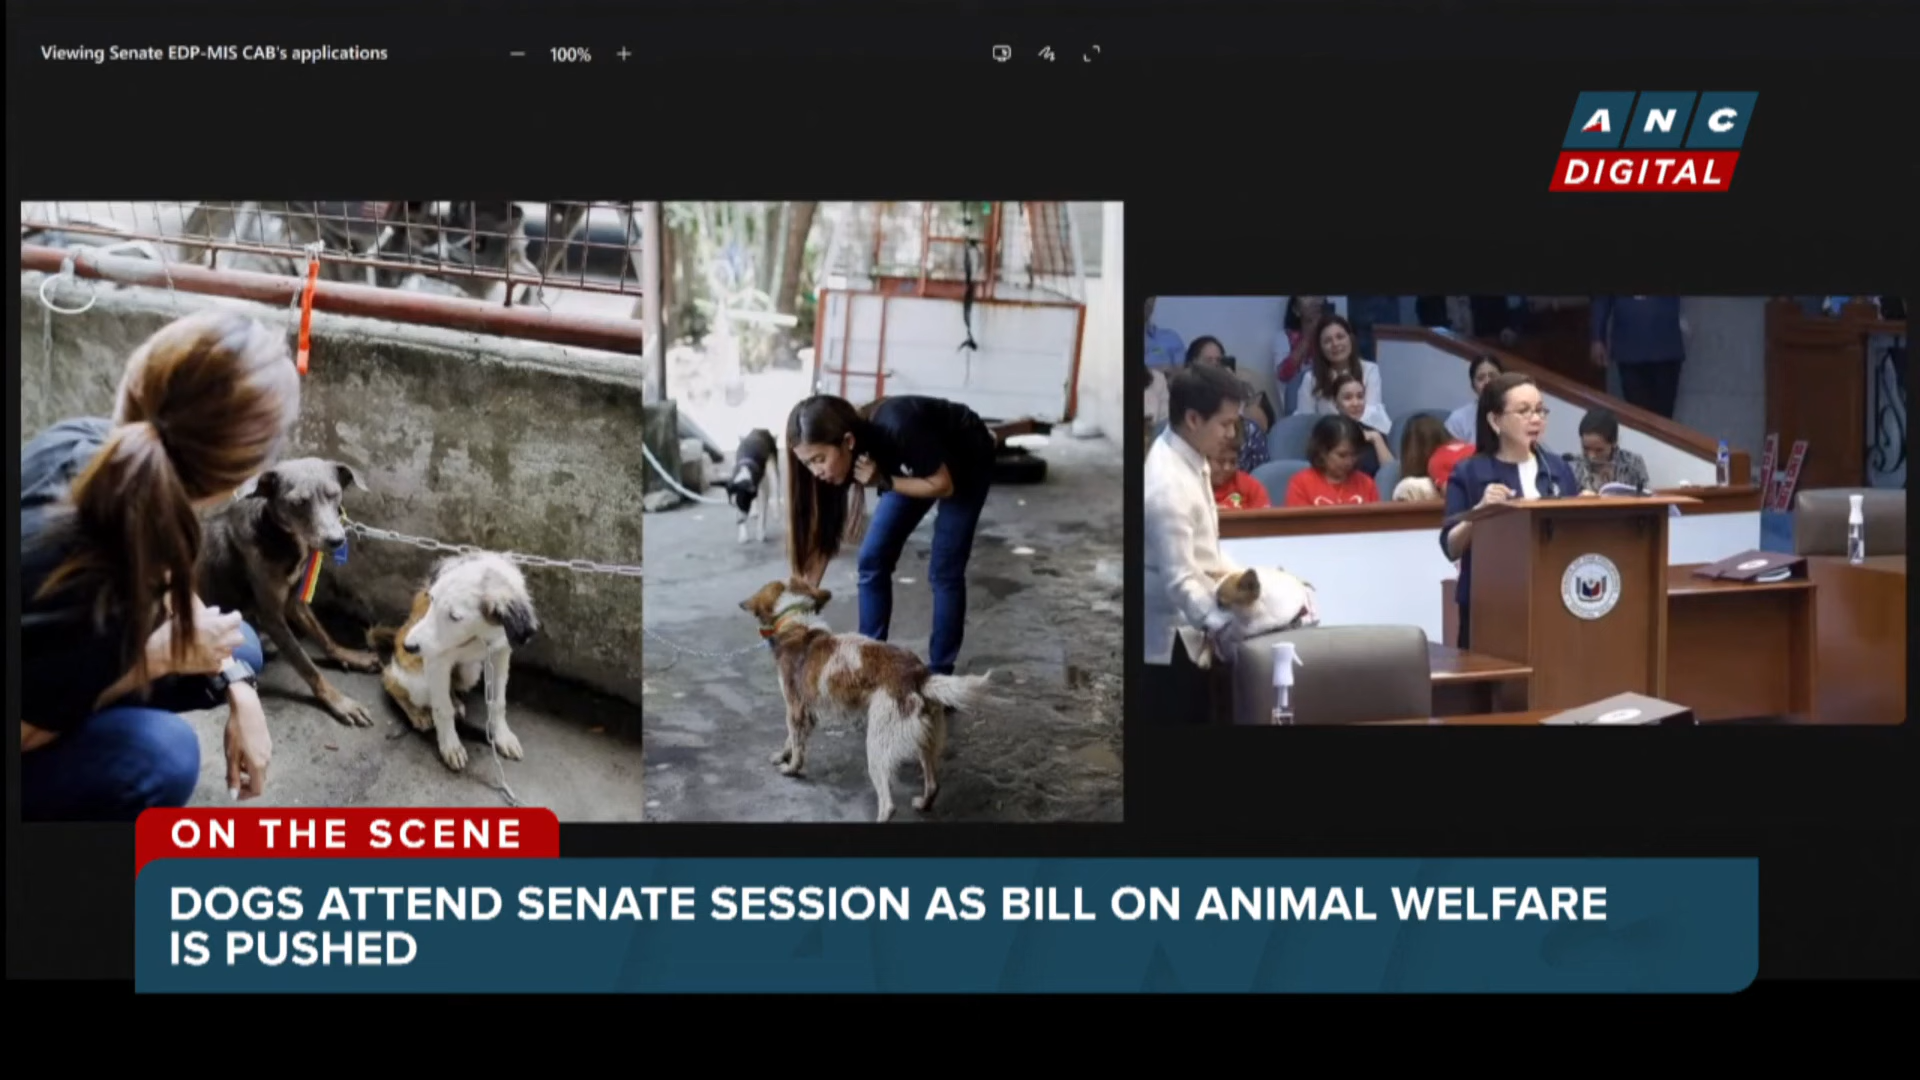 Viewing Senate EDP-MIS CAB's applications
100%
ANC
DIGITAL
ON THE SCENE
DOGS ATTEND SENATE SESSION AS BILL ON ANIMAL WELFARE
IS PUSHED